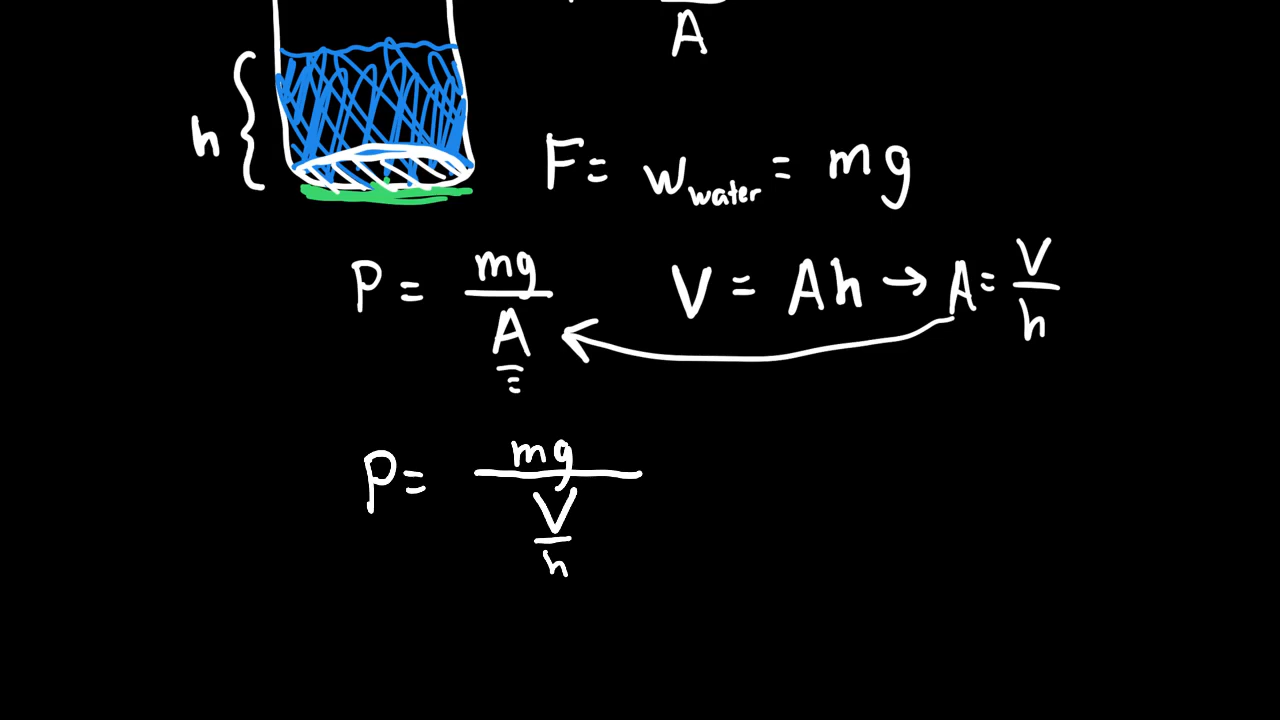 A
h
F = w_water = mg
P = mg/A
V = Ah → A = V/h
P = mg/(V/h)